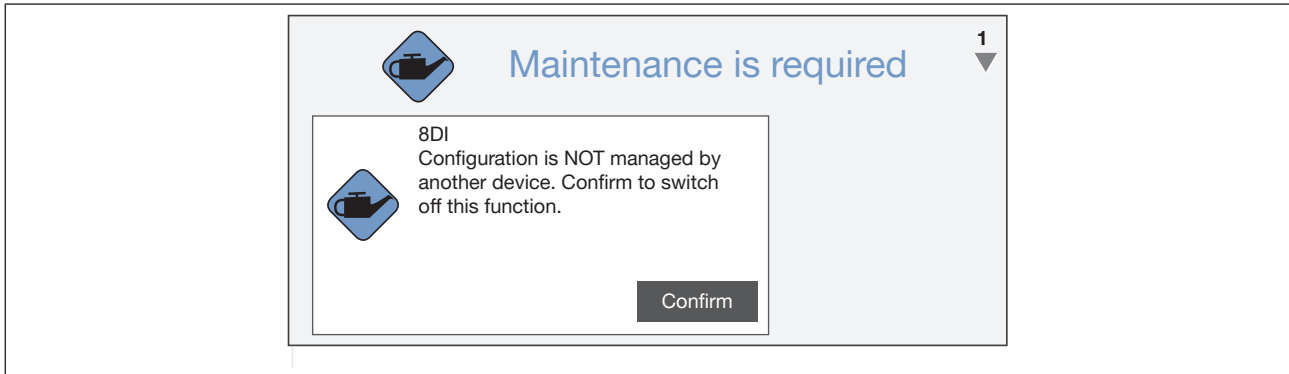 Maintenance is required
1
8DI
Configuration is NOT managed by
another device. Confirm to switch
off this function.
Confirm